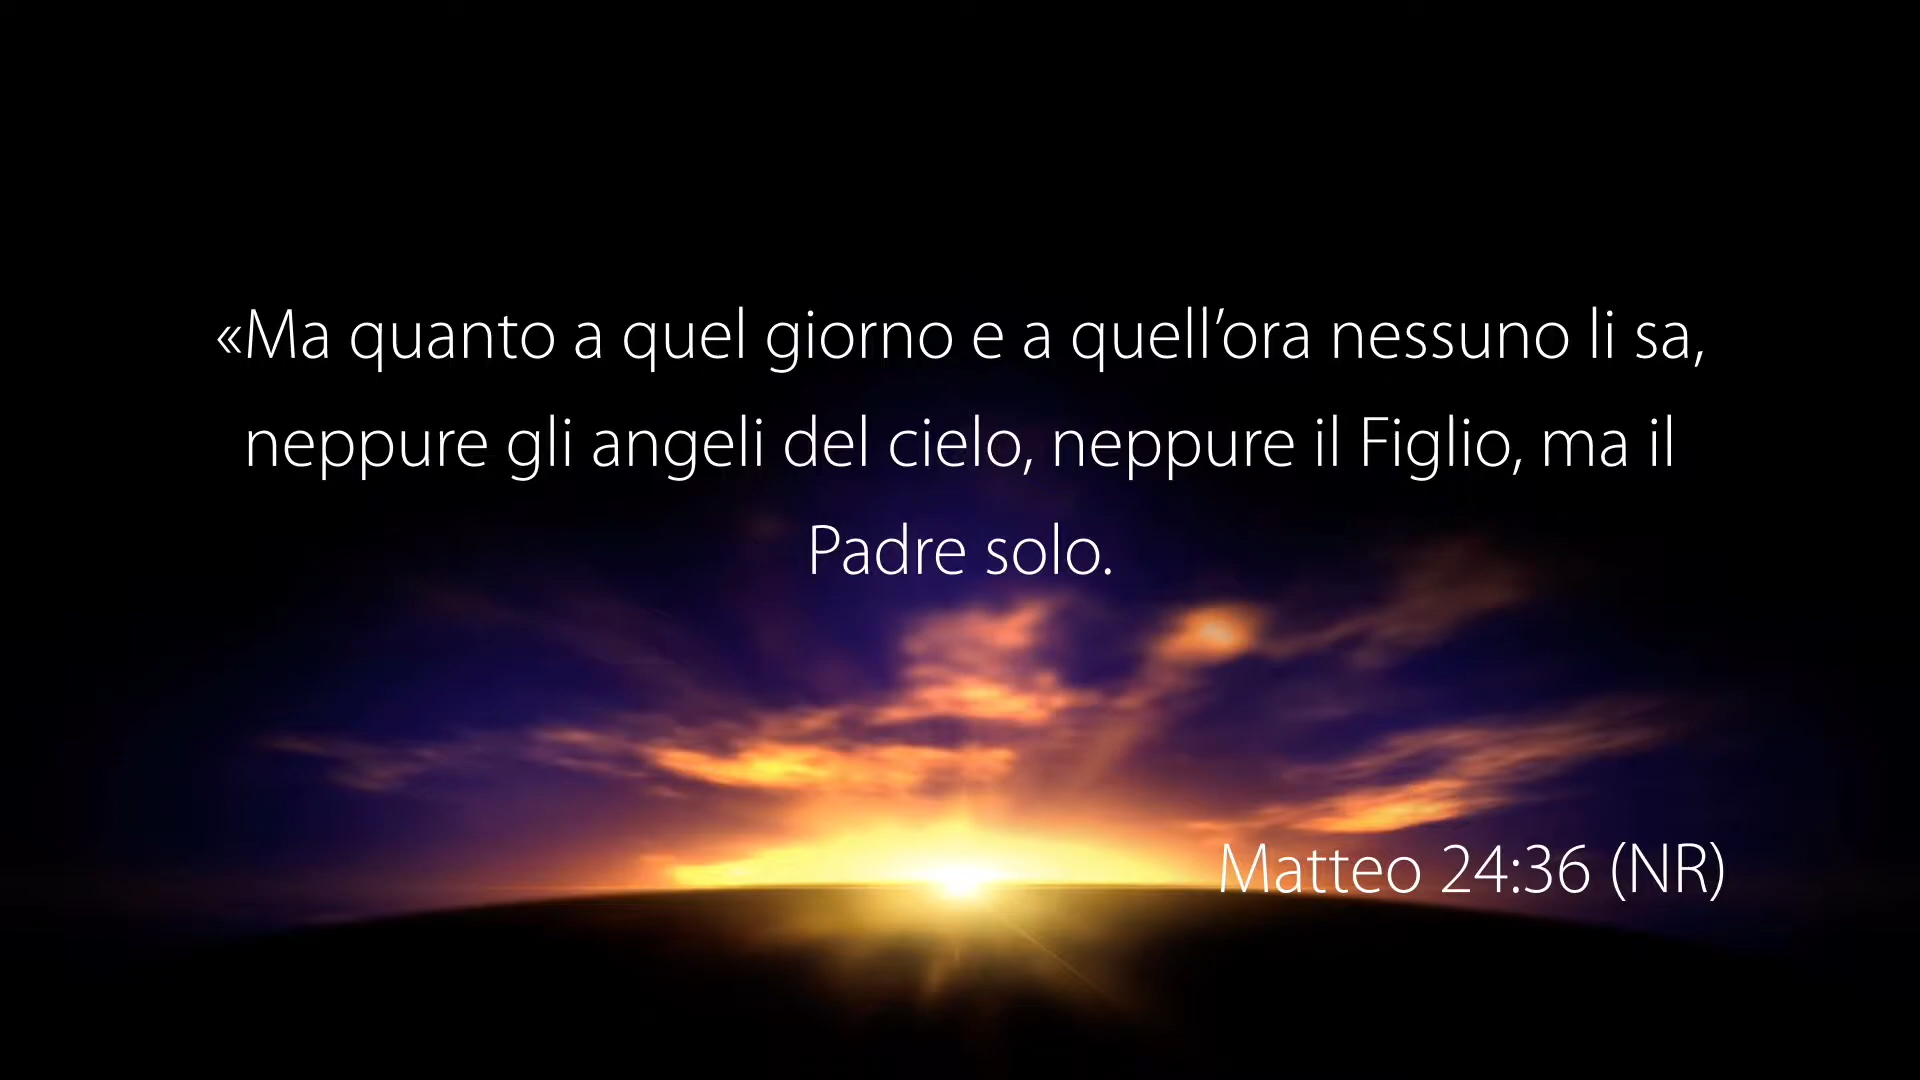 «Ma quanto a quel giorno e a quell’ora nessuno li sa,
neppure gli angeli del cielo, neppure il Figlio, ma il
Padre solo.
Matteo 24:36 (NR)